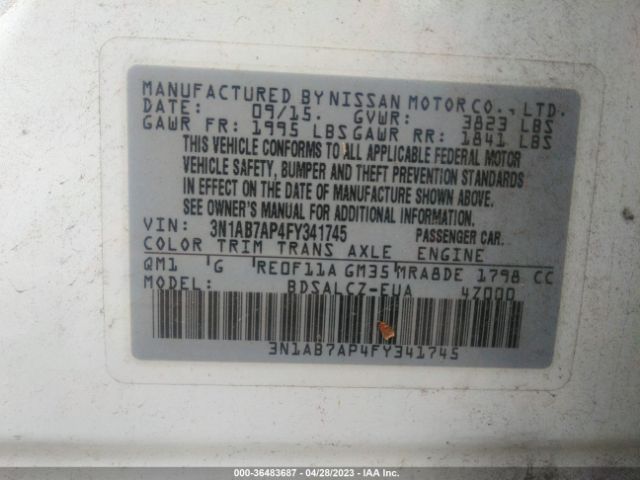 MANUFACTURED BY NISSAN MOTOR CO., LTD.
DATE: 09/15. GVWR: 3823 LBS
GAWR FR: 1995 LBS GAWR RR: 1841 LBS
THIS VEHICLE CONFORMS TO ALL APPLICABLE FEDERAL MOTOR
VEHICLE SAFETY, BUMPER AND THEFT PREVENTION STANDARDS
IN EFFECT ON THE DATE OF MANUFACTURE SHOWN ABOVE.
SEE OWNER'S MANUAL FOR ADDITIONAL INFORMATION.
VIN: 3N1AB7AP4FY341745 PASSENGER CAR.
COLOR TRIM TRANS AXLE ENGINE
QM1 G RE0F11A GM35 MRA8DE 1798 CC
MODEL: BDSALCZ-EUA 4Z000
3N1AB7AP4FY341745
000-36483687 - 04/28/2023 - IAA Inc.